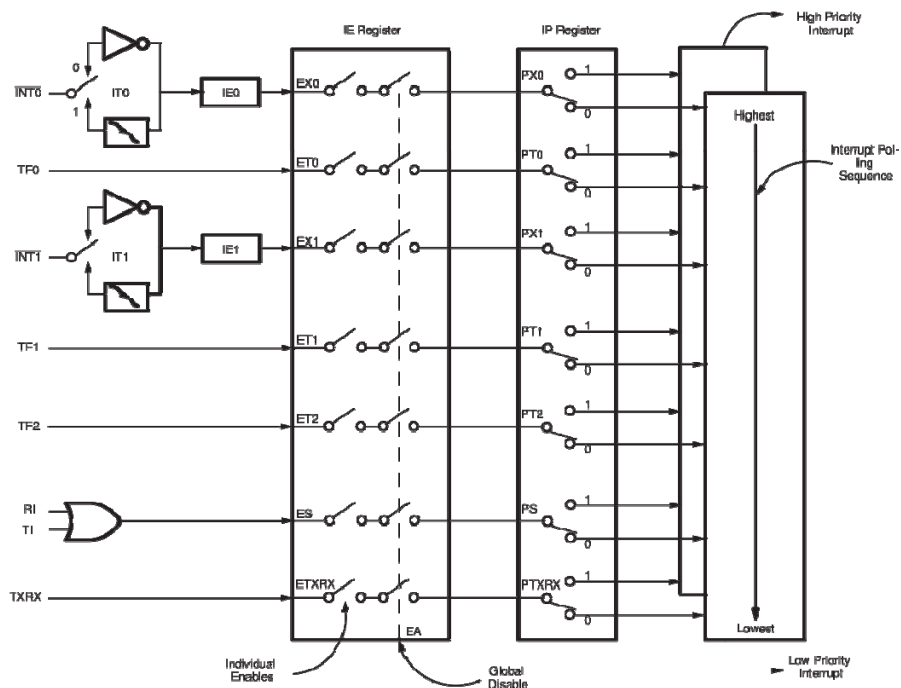 High Priority
Interrupt
IE Register
IP Register
0
INT0
IT0
1
IE0
EX0
PX0
1
0
Highest
TF0
ET0
PT0
1
0
Interrupt Pol-
ling
Sequence
INT1
IT1
IE1
EX1
PX1
1
0
TF1
ET1
PT1
1
0
TF2
ET2
PT2
1
0
RI
TI
ES
PS
1
0
TXRX
ETXRX
PTXRX
1
0
Lowest
EA
Individual
Enables
Global
Disable
Low Priority
Interrupt